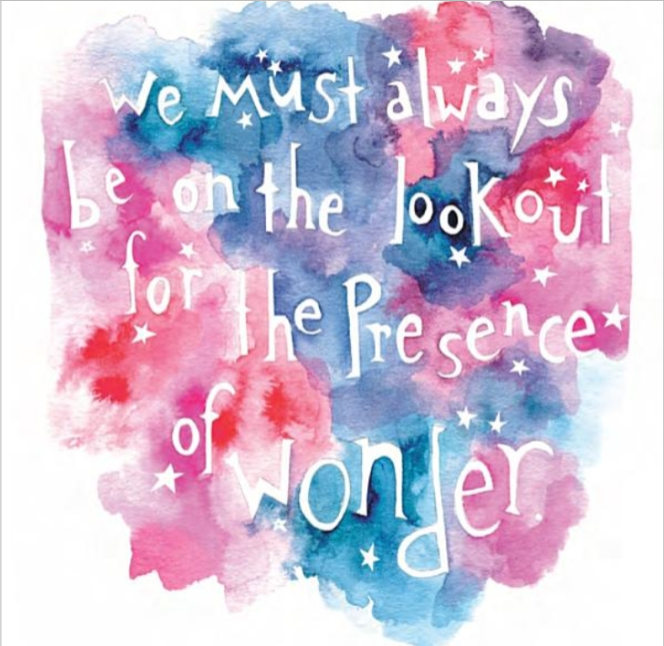 we must always
be on the lookout
for the Presence
of wonder.